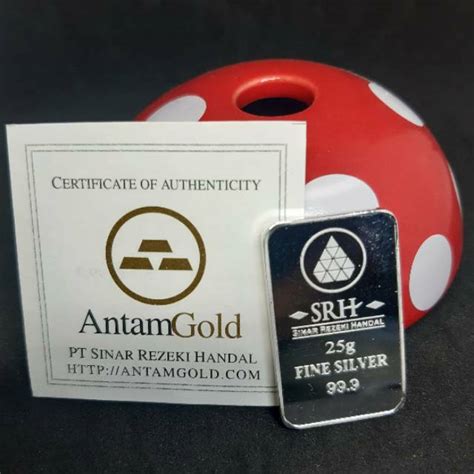 CERTIFICATE OF AUTHENTICITY
AntamGold
PT SINAR REZEKI HANDAL
HTTP://ANTAMGOLD.COM
SRH
SINAR REZEKI HANDAL
25g
FINE SILVER
99.9